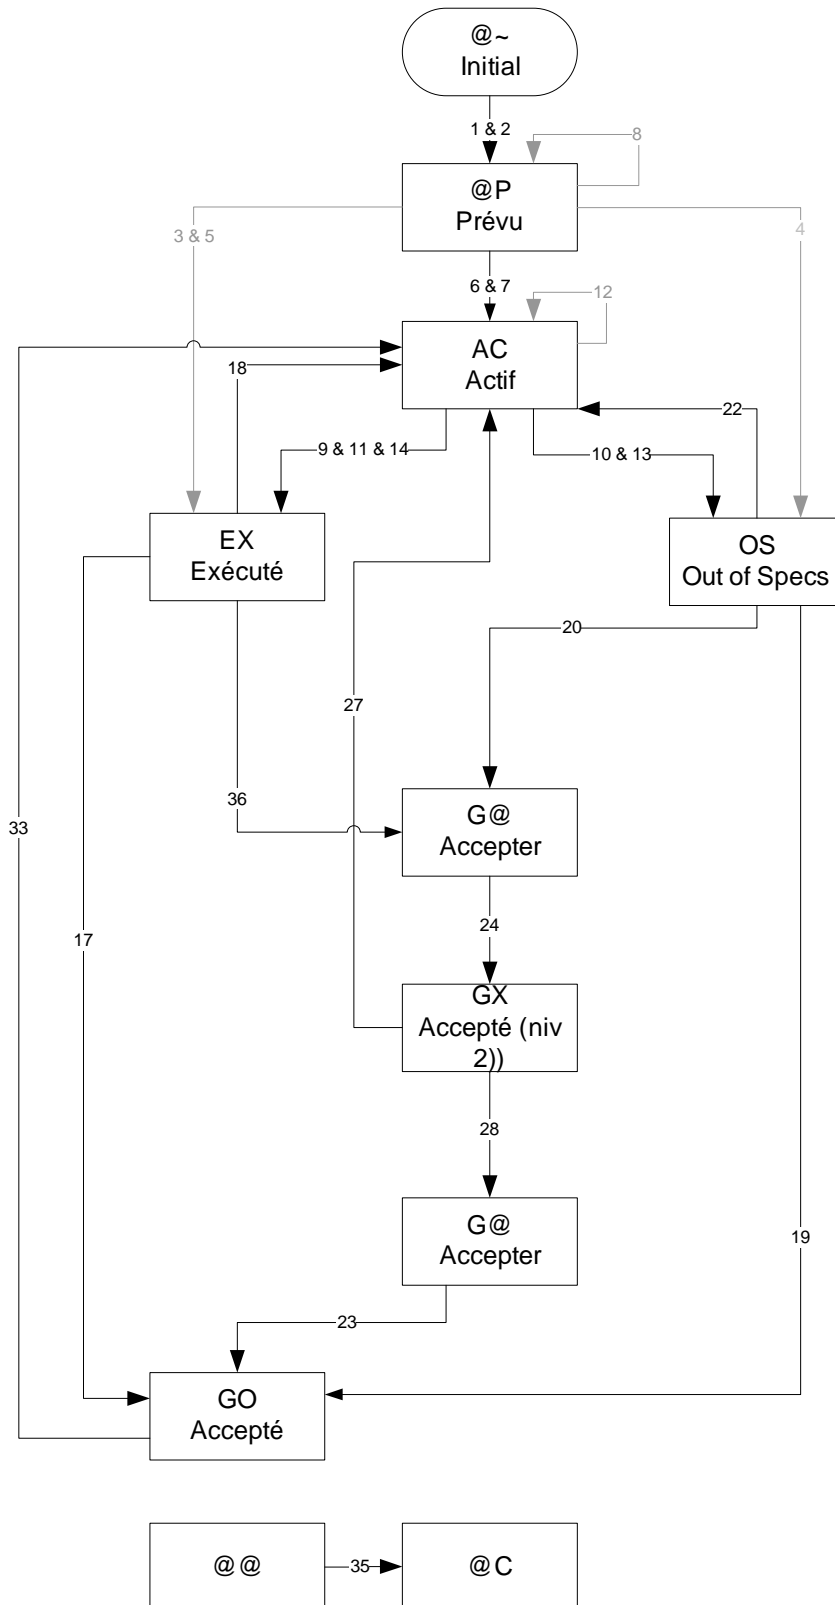 @~
Initial
1 & 2
8
@P
Prévu
3 & 5
4
6 & 7
12
AC
Actif
18
22
9 & 11 & 14
10 & 13
EX
Exécuté
OS
Out of Specs
20
27
36
G@
Accepter
33
17
24
GX
Accepté (niv
2))
28
G@
Accepter
19
23
GO
Accepté
@@
35
@C